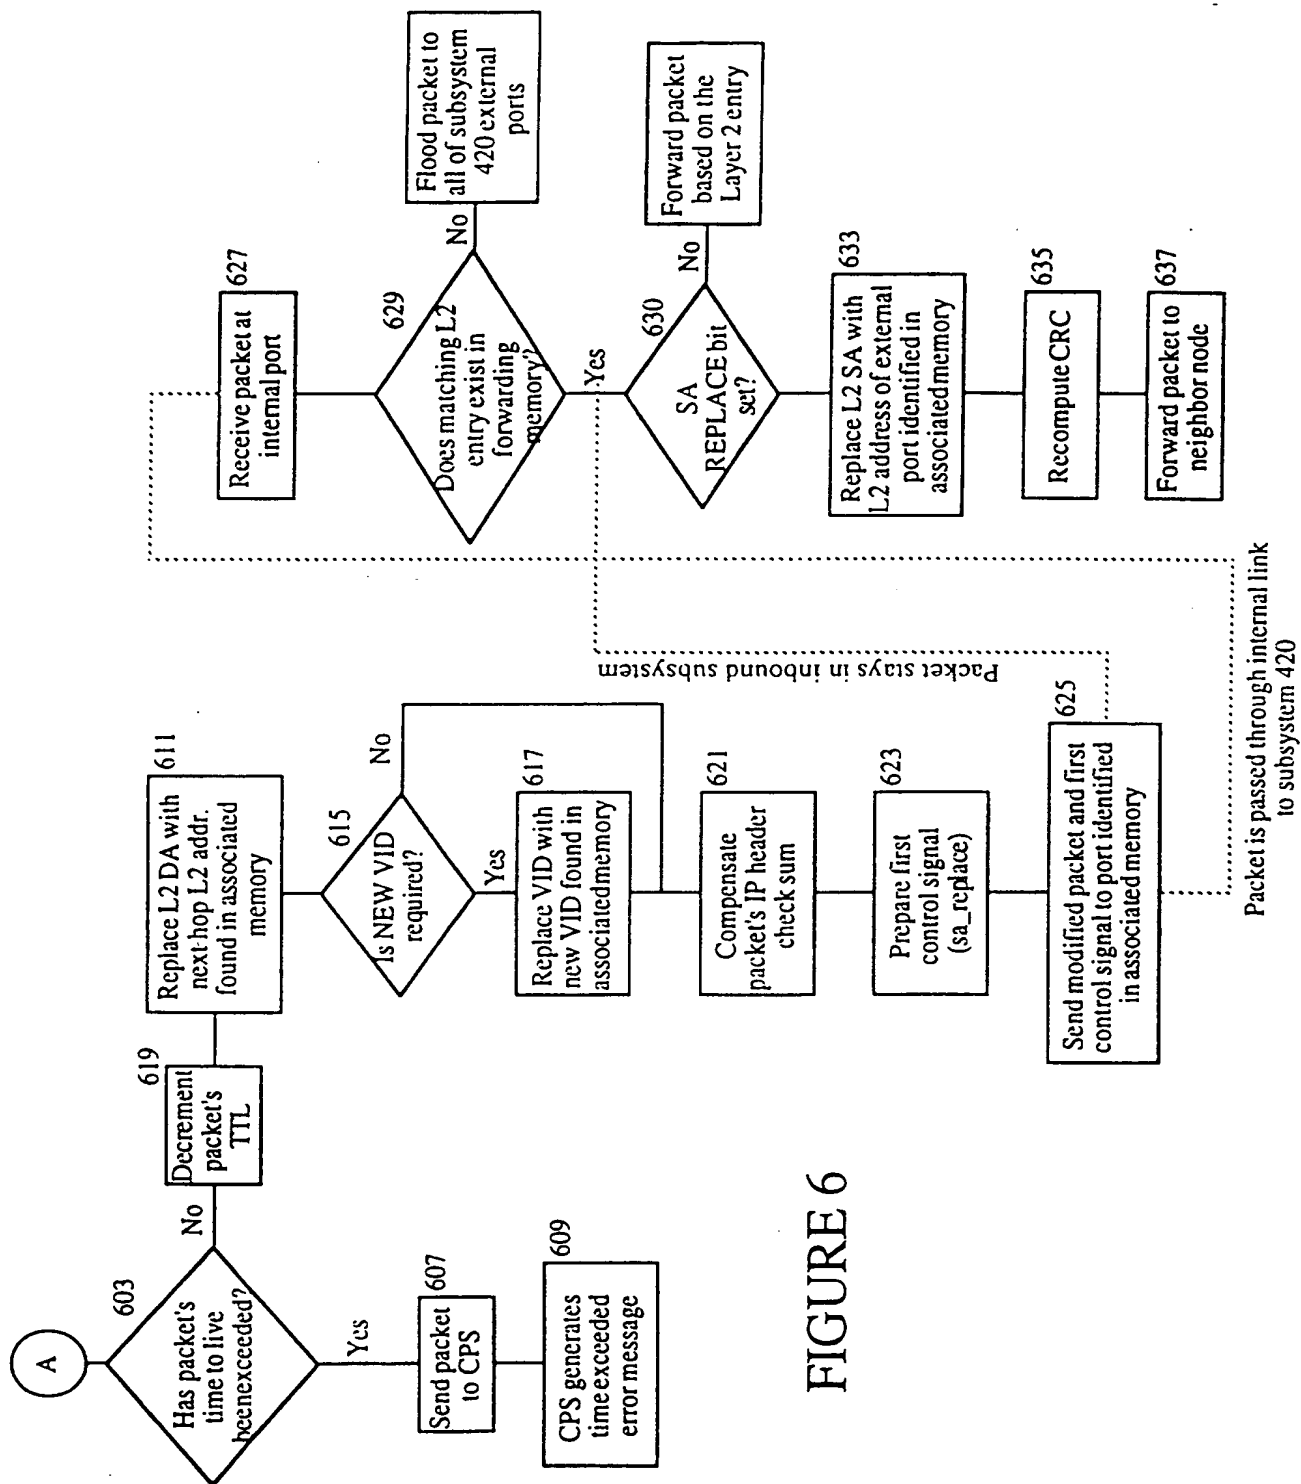 A
603
Has packet's
time to live
beenexceeded?
No
Yes
607
Send packet
to CPS
609
CPS generates
time exceeded
error message
619
Decrement
packet's
TTL
611
Replace L2 DA with
next-hop L2 addr.
found in associated
memory
615
Is NEW VID
required?
No
Yes
617
Replace VID with
new VID found in
associatedmemory
621
Compensate
packet's IP header
check sum
623
Prepare first
control signal
(sa_replace)
625
Send modified packet and first
control signal to port identified
in associated memory
Packet stays in inbound subsystem
Packet is passed through internal link
to subsystem 420
627
Receive packet at
internal port
629
Does matching L2
entry exist in
forwarding
memory?
No
Flood packet to
all of subsystem
420 external
ports
Yes
630
SA
REPLACE bit
set?
No
Forward packet
based on the
Layer 2 entry
633
Replace L2 SA with
L2 address of external
port identified in
associatedmemory
635
Recompute CRC
637
Forward packet to
neighbor node
FIGURE 6